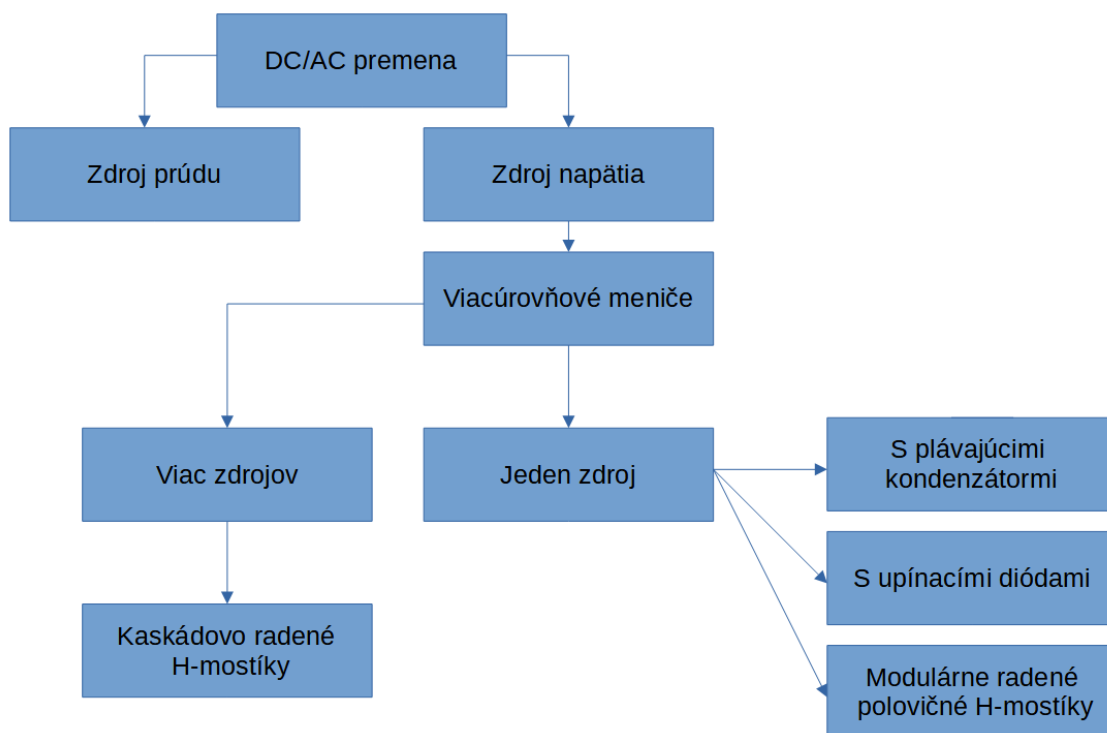 DC/AC premena
Zdroj prúdu
Zdroj napätia
Viacúrovňové meniče
Viac zdrojov
Jeden zdroj
S plávajúcimi
kondenzátormi
S upínacími diódami
Kaskádovo radené
H-mostíky
Modulárne radené
polovičné H-mostíky